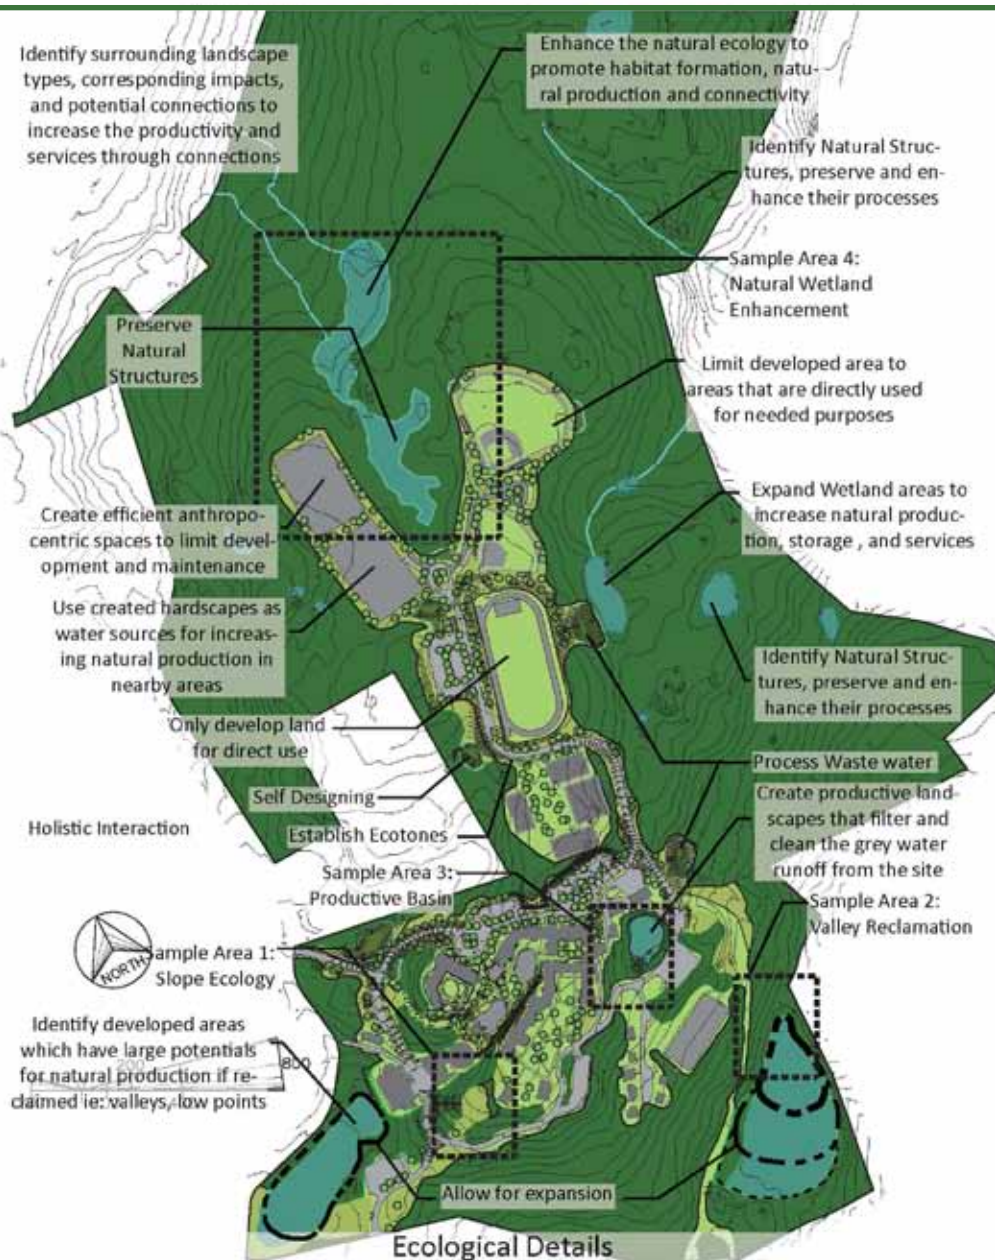 Identify surrounding landscape
types, corresponding impacts,
and potential connections to
increase the productivity and
services through connections
Enhance the natural ecology to
promote habitat formation, natu-
ral production and connectivity
Identify Natural Struc-
tures, preserve and en-
hance their processes
Sample Area 4:
Natural Wetland
Enhancement
Preserve
Natural
Structures
Limit developed area to
areas that are directly used
for needed purposes
Create efficient anthropo-
centric spaces to limit devel-
opment and maintenance
Expand Wetland areas to
increase natural produc-
tion, storage , and services
Use created hardscapes as
water sources for increas-
ing natural production in
nearby areas
Identify Natural Struc-
tures, preserve and en-
hance their processes
Only develop land
for direct use
Process Waste water
Self Designing
Create productive land-
scapes that filter and
clean the grey water
runoff from the site
Holistic Interaction
Establish Ecotones
Sample Area 3:
Productive Basin
Sample Area 2:
Valley Reclamation
NORTH
Sample Area 1:
Slope Ecology
Identify developed areas
which have large potentials
for natural production if re-
claimed ie: valleys, low points
200
800
Allow for expansion
Ecological Details